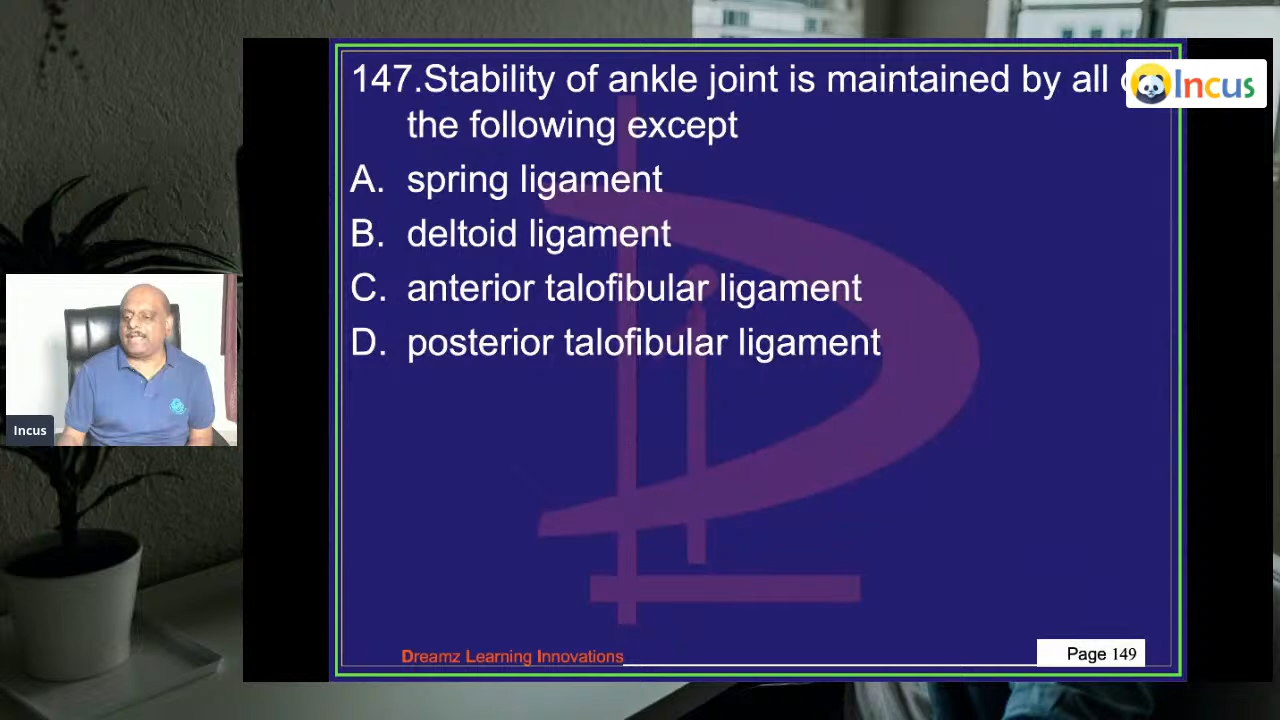 147.Stability of ankle joint is maintained by all
the following except
A. spring ligament
B. deltoid ligament
C. anterior talofibular ligament
D. posterior talofibular ligament
Incus
Incus
Dreamz Learning Innovations
Page 149